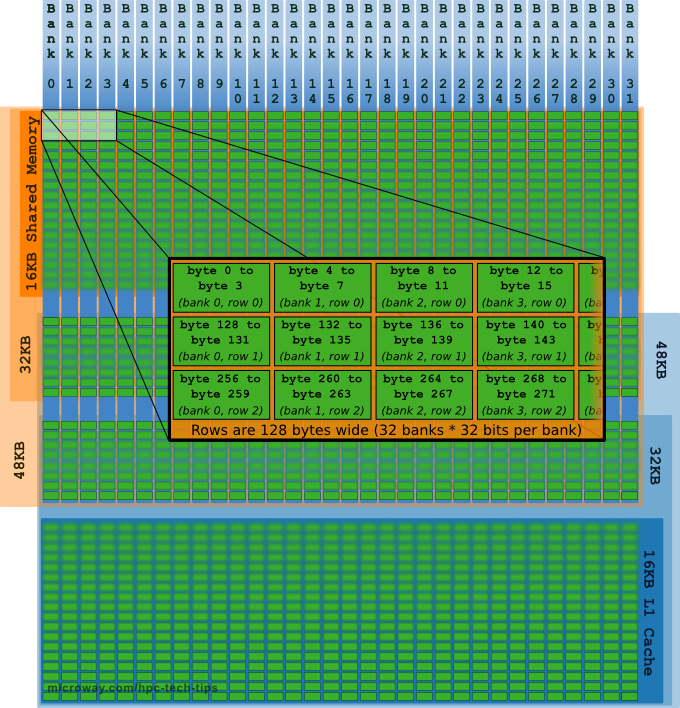 Bank 0 Bank 1 Bank 2 Bank 3 Bank 4 Bank 5 Bank 6 Bank 7 Bank 8 Bank 9 Bank 10 Bank 11 Bank 12 Bank 13 Bank 14 Bank 15 Bank 16 Bank 17 Bank 18 Bank 19 Bank 20 Bank 21 Bank 22 Bank 23 Bank 24 Bank 25 Bank 26 Bank 27 Bank 28 Bank 29 Bank 30 Bank 31
16KB Shared Memory
32KB
48KB
byte 0 to byte 4 to byte 8 to byte 12 to
byte 3 byte 7 byte 11 byte 15
(bank 0, row 0) (bank 1, row 0) (bank 2, row 0) (bank 3, row 0)
byte 128 to byte 132 to byte 136 to byte 140 to
byte 131 byte 135 byte 139 byte 143
(bank 0, row 1) (bank 1, row 1) (bank 2, row 1) (bank 3, row 1)
byte 256 to byte 260 to byte 264 to byte 268 to
byte 259 byte 263 byte 267 byte 271
(bank 0, row 2) (bank 1, row 2) (bank 2, row 2) (bank 3, row 2)
Rows are 128 bytes wide (32 banks * 32 bits per bank)
48KB
32KB
16KB L1 Cache
microway.com/hpc-tech-tips